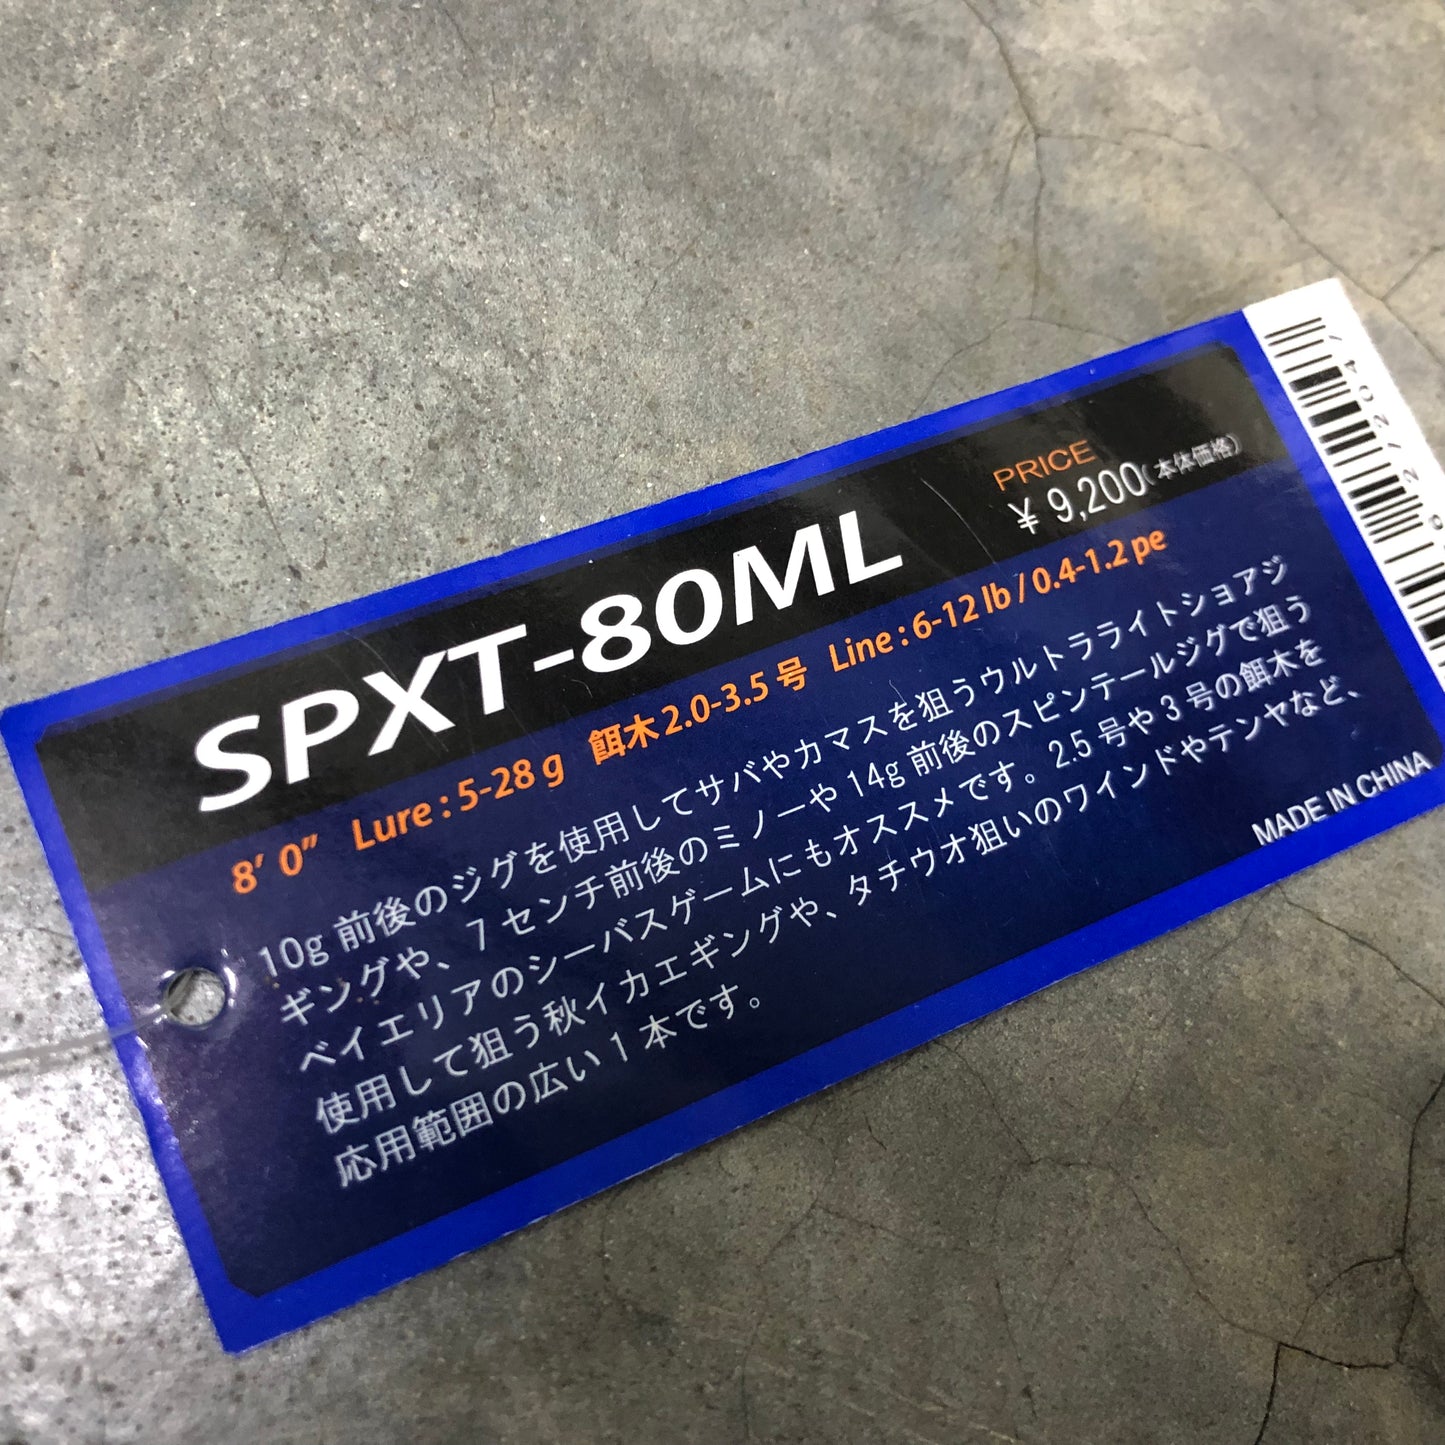 SPXT-80ML
PRICE
¥ 9,200(本体価格)
8' 0" Lure : 5-28 g 餌木 2.0-3.5 号 Line : 6-12 lb / 0.4-1.2 pe
10g 前後のジグを使用してサバやカマスを狙うウルトラライトショアジ
ギングや、7 センチ前後のミノーや 14g 前後のスピンテールジグで狙う
ベイエリアのシーバスゲームにもオススメです。2.5 号や 3 号の餌木を
使用して狙う秋イカエギングや、タチウオ狙いのワインドやテンヤなど、
応用範囲の広い 1 本です。
MADE IN CHINA